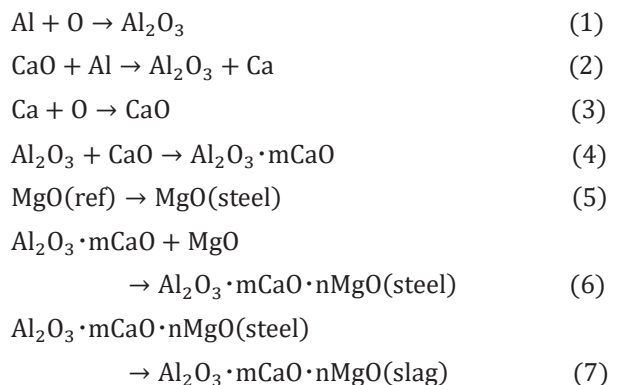 Al + O → Al₂O₃ (1)
CaO + Al → Al₂O₃ + Ca (2)
Ca + O → CaO (3)
Al₂O₃ + CaO → Al₂O₃·mCaO (4)
MgO(ref) → MgO(steel) (5)
Al₂O₃·mCaO + MgO
→ Al₂O₃·mCaO·nMgO(steel) (6)
Al₂O₃·mCaO·nMgO(steel)
→ Al₂O₃·mCaO·nMgO(slag) (7)